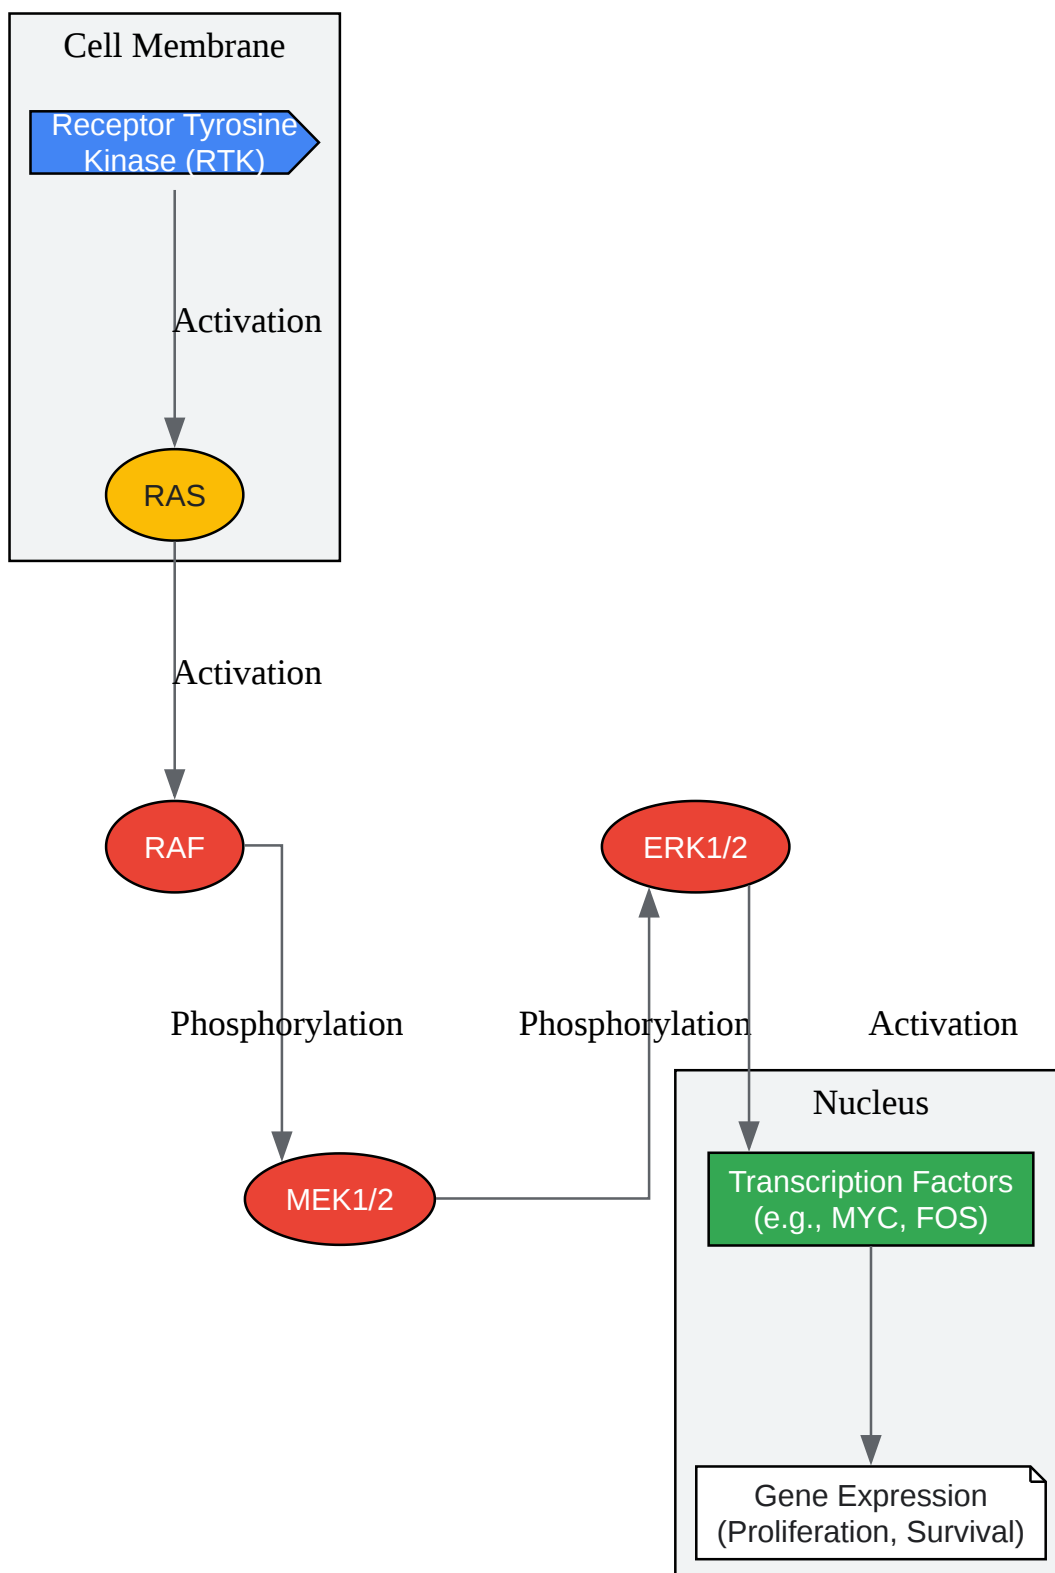 Cell Membrane
Receptor Tyrosine
Kinase (RTK)
Activation
RAS
Activation
RAF
ERK1/2
Phosphorylation
Phosphorylation
Activation
Nucleus
MEK1/2
Transcription Factors
(e.g., MYC, FOS)
Gene Expression
(Proliferation, Survival)